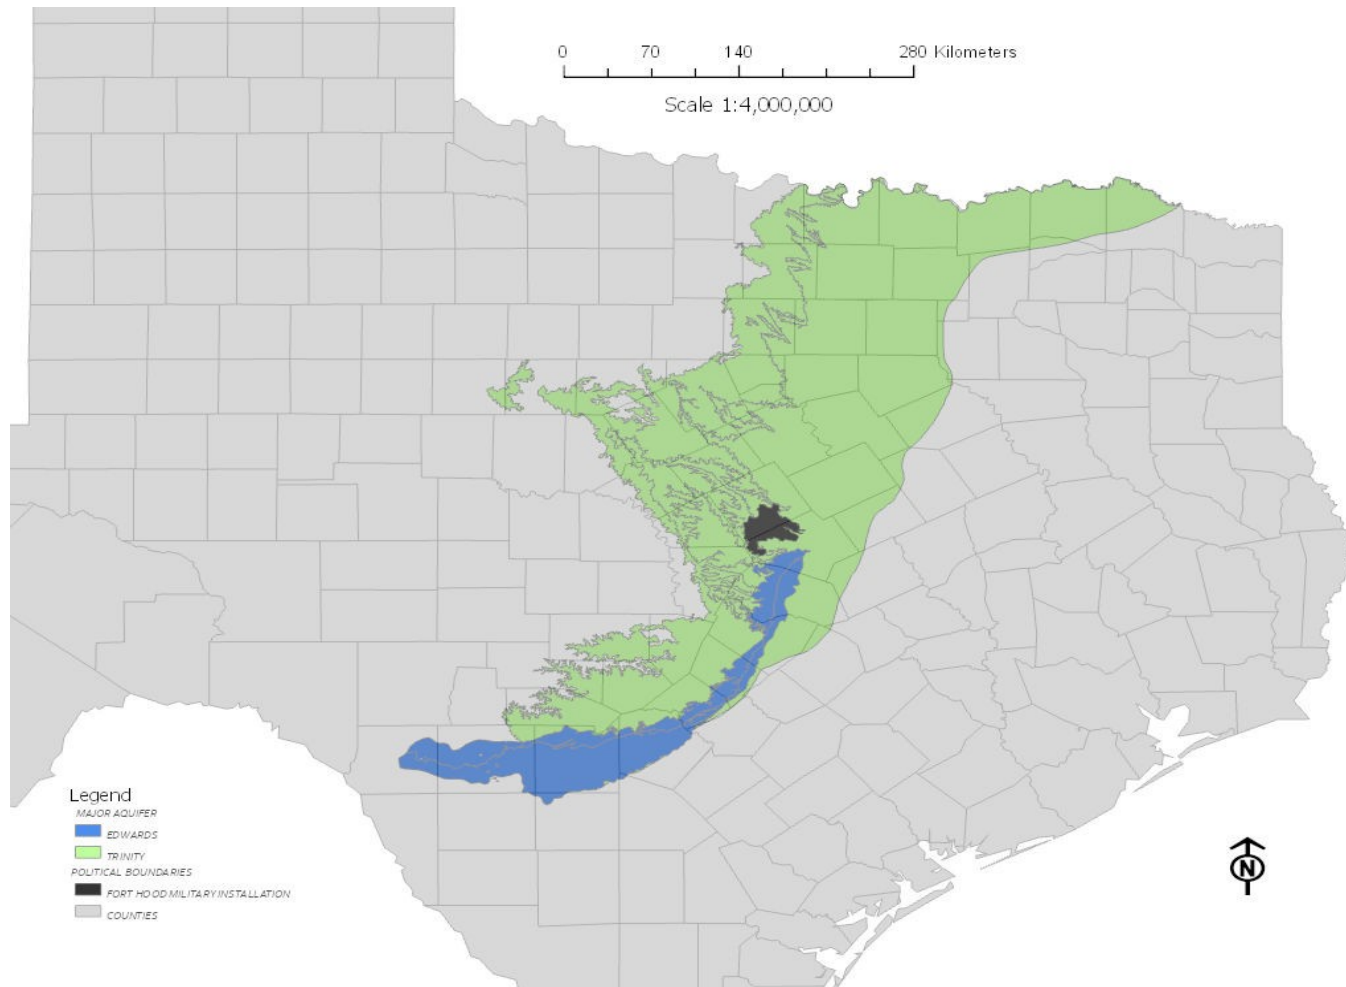 0 70 140 280 Kilometers
Scale 1:4,000,000
Legend
MAJOR AQUIFER
EDWARDS
TRINITY
POLITICAL BOUNDARIES
FORT HOOD MILITARY INSTALLATION
COUNTIES
N